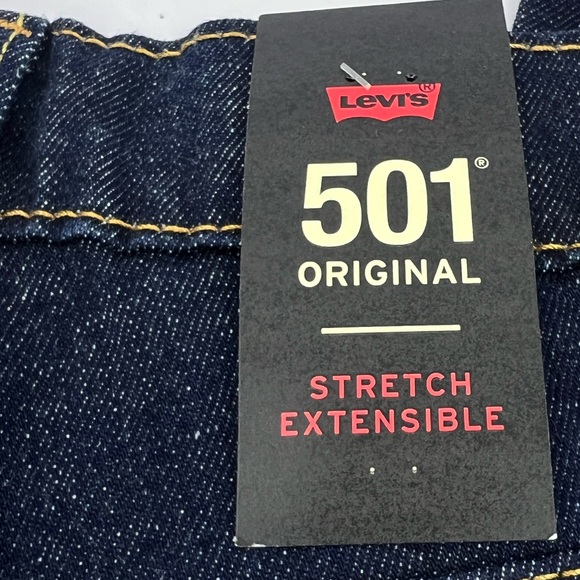 Levi's®
501®
ORIGINAL
STRETCH
EXTENSIBLE